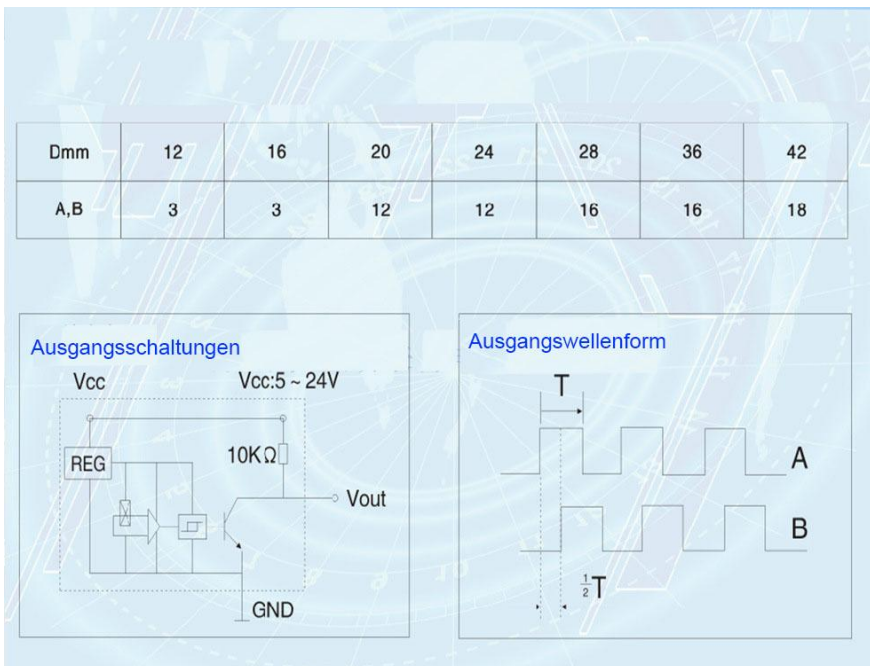 Dmm 12 16 20 24 28 36 42
A,B 3 3 12 12 16 16 18
Ausgangsschaltungen
Vcc Vcc:5 ~ 24V
REG 10KΩ
Vout
GND
Ausgangswellenform
T
A
B
½T